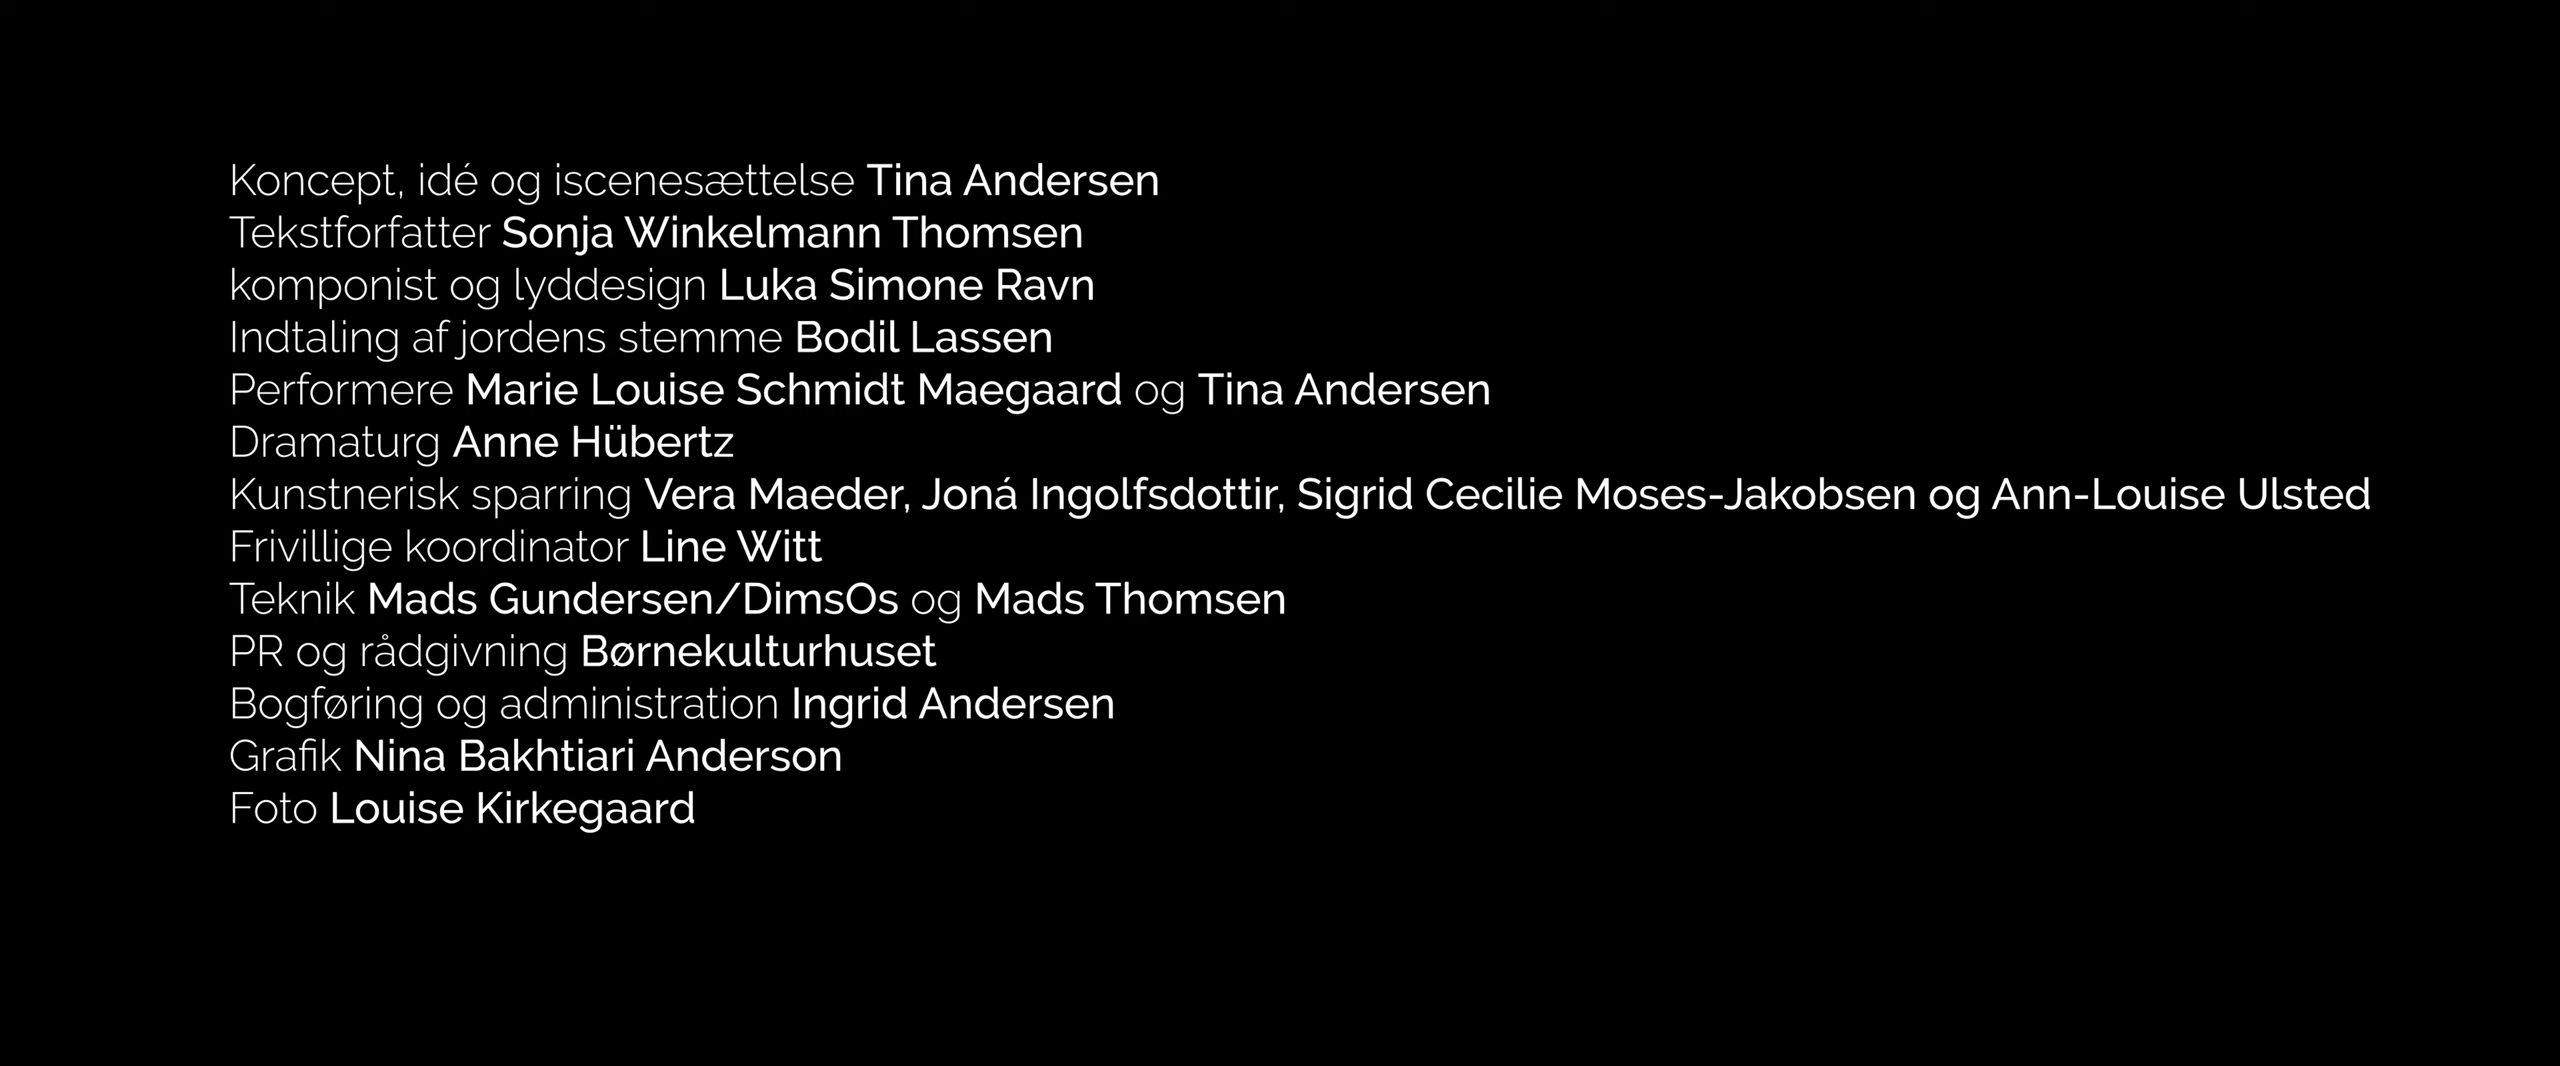 Koncept, idé og iscenesættelse Tina Andersen
Tekstforfatter Sonja Winkelmann Thomsen
komponist og lyddesign Luka Simone Ravn
Indtaling af jordens stemme Bodil Lassen
Performere Marie Louise Schmidt Maegaard og Tina Andersen
Dramaturg Anne Hübertz
Kunstnerisk sparring Vera Maeder, Joná Ingolfsdottir, Sigrid Cecilie Moses-Jakobsen og Ann-Louise Ulsted
Frivillige koordinator Line Witt
Teknik Mads Gundersen/DimsOs og Mads Thomsen
PR og rådgivning Børnekulturhuset
Bogføring og administration Ingrid Andersen
Grafik Nina Bakhtiari Anderson
Foto Louise Kirkegaard